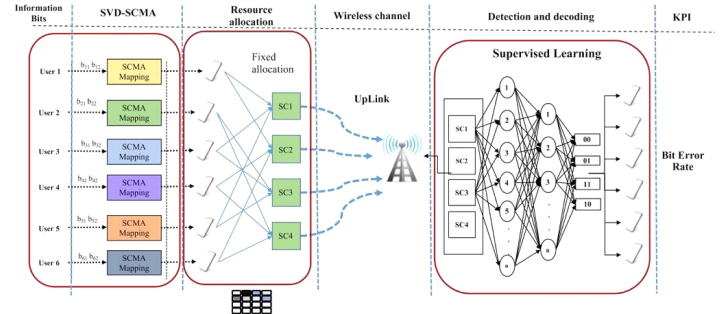 Information
Bits
SVD-SCMA
Resource
allocation
Wireless channel
Detection and decoding
KPI
User 1
b11 b12
SCMA
Mapping
User 2
b21 b22
SCMA
Mapping
User 3
b31 b32
SCMA
Mapping
User 4
b41 b42
SCMA
Mapping
User 5
b51 b52
SCMA
Mapping
User 6
b61 b62
SCMA
Mapping
Fixed
allocation
SC1
SC2
SC3
SC4
UpLink
Supervised Learning
SC1
SC2
SC3
SC4
1
2
3
4
5
.
.
n
1
2
3
.
.
n
00
01
11
10
Bit Error
Rate